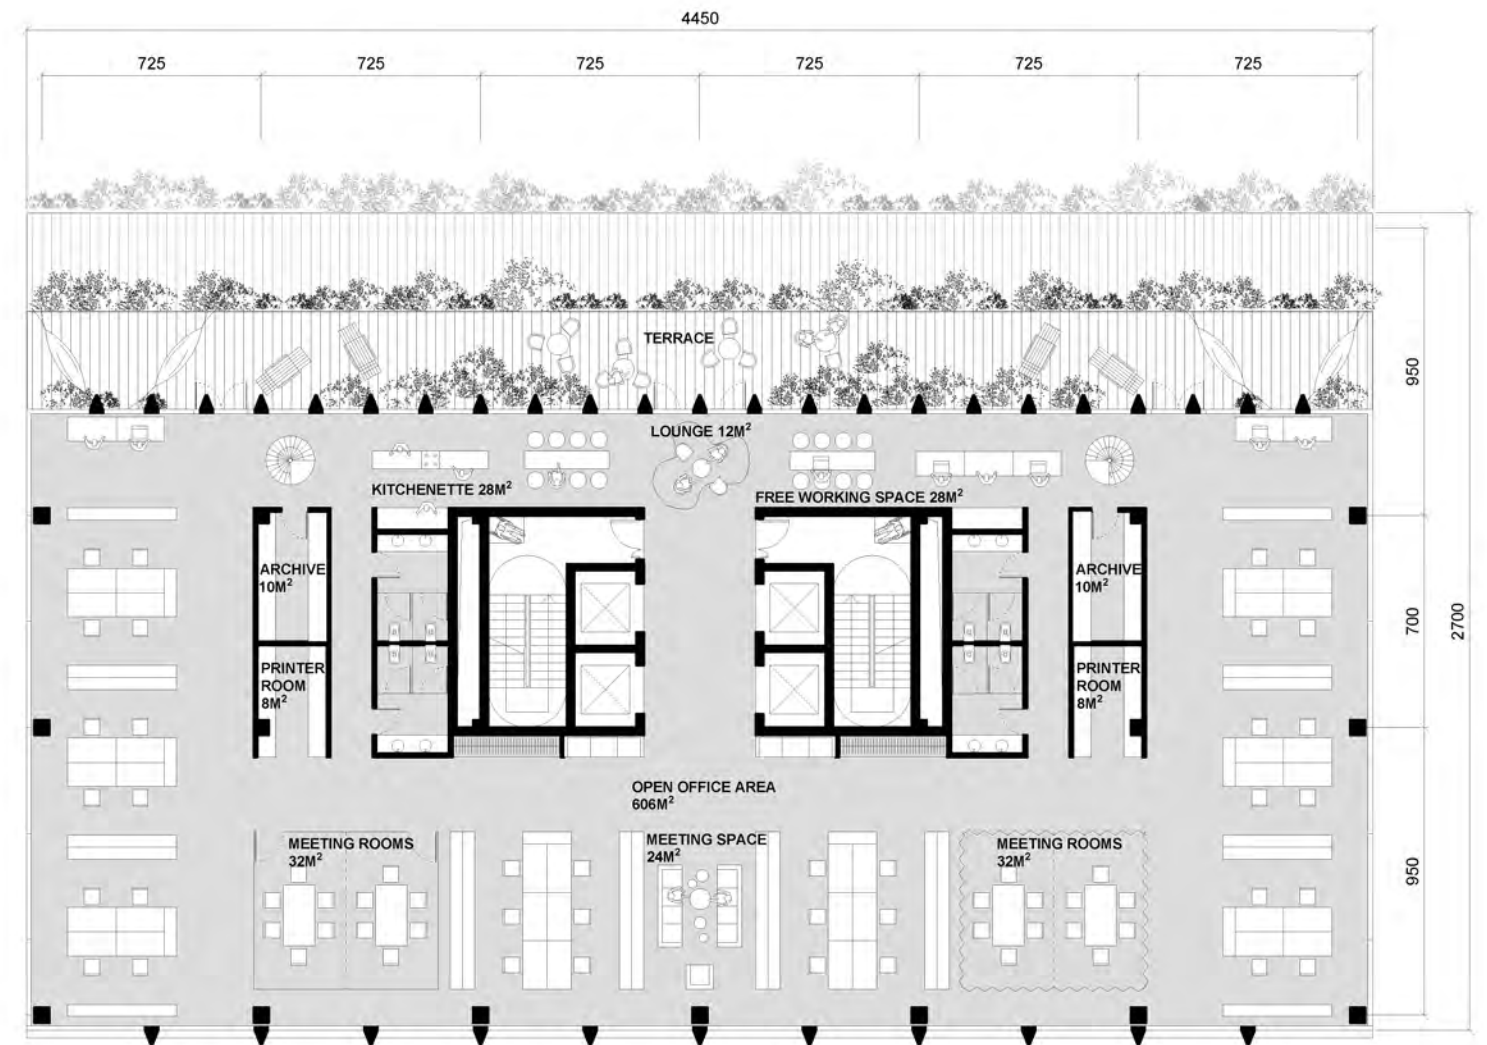 4450
725
725
725
725
725
725
TERRACE
950
LOUNGE 12M²
KITCHENETTE 28M²
FREE WORKING SPACE 28M²
ARCHIVE
10M²
ARCHIVE
10M²
700
2700
PRINTER
ROOM
8M²
PRINTER
ROOM
8M²
OPEN OFFICE AREA
606M²
MEETING ROOMS
32M²
MEETING SPACE
24M²
MEETING ROOMS
32M²
950